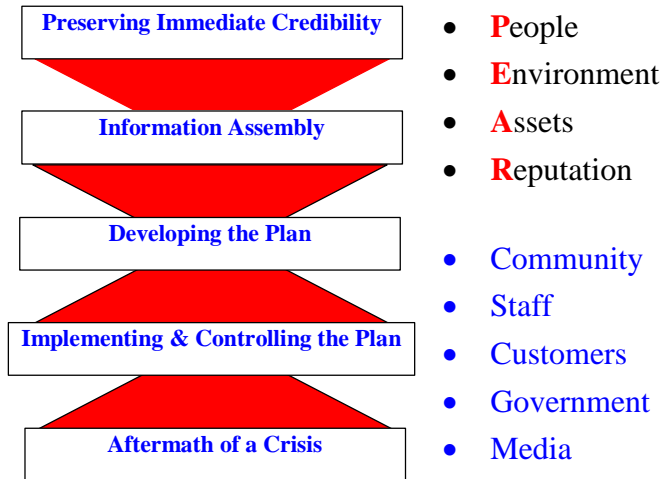 Preserving Immediate Credibility
Information Assembly
Developing the Plan
Implementing & Controlling the Plan
Aftermath of a Crisis
• People
• Environment
• Assets
• Reputation
• Community
• Staff
• Customers
• Government
• Media